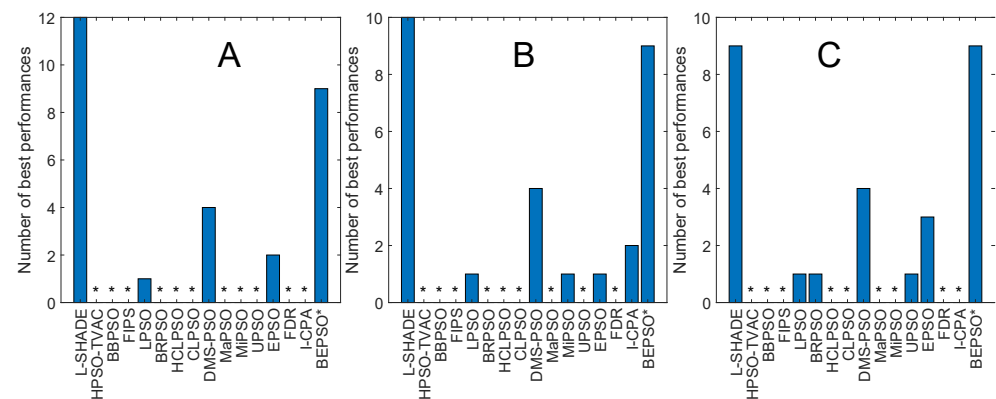 Number of best performances
12
10
8
6
4
2
0
A
* * * * * * * * * * *
L-SHADE
HPSO-TVAC
BBPSO
FIPS
LPSO
BRPSO
HCLPSO
CLPSO
DMS-PSO
MaPSO
MiPSO
UPSO
EPSO
FDR
I-CPA
BEPSO*
Number of best performances
10
8
6
4
2
0
B
* * * * * * * * *
L-SHADE
HPSO-TVAC
BBPSO
FIPS
LPSO
BRPSO
HCLPSO
CLPSO
DMS-PSO
MaPSO
MiPSO
UPSO
EPSO
FDR
I-CPA
BEPSO*
Number of best performances
10
8
6
4
2
0
C
* * * * * * * * *
L-SHADE
HPSO-TVAC
BBPSO
FIPS
LPSO
BRPSO
HCLPSO
CLPSO
DMS-PSO
MaPSO
MiPSO
UPSO
EPSO
FDR
I-CPA
BEPSO*